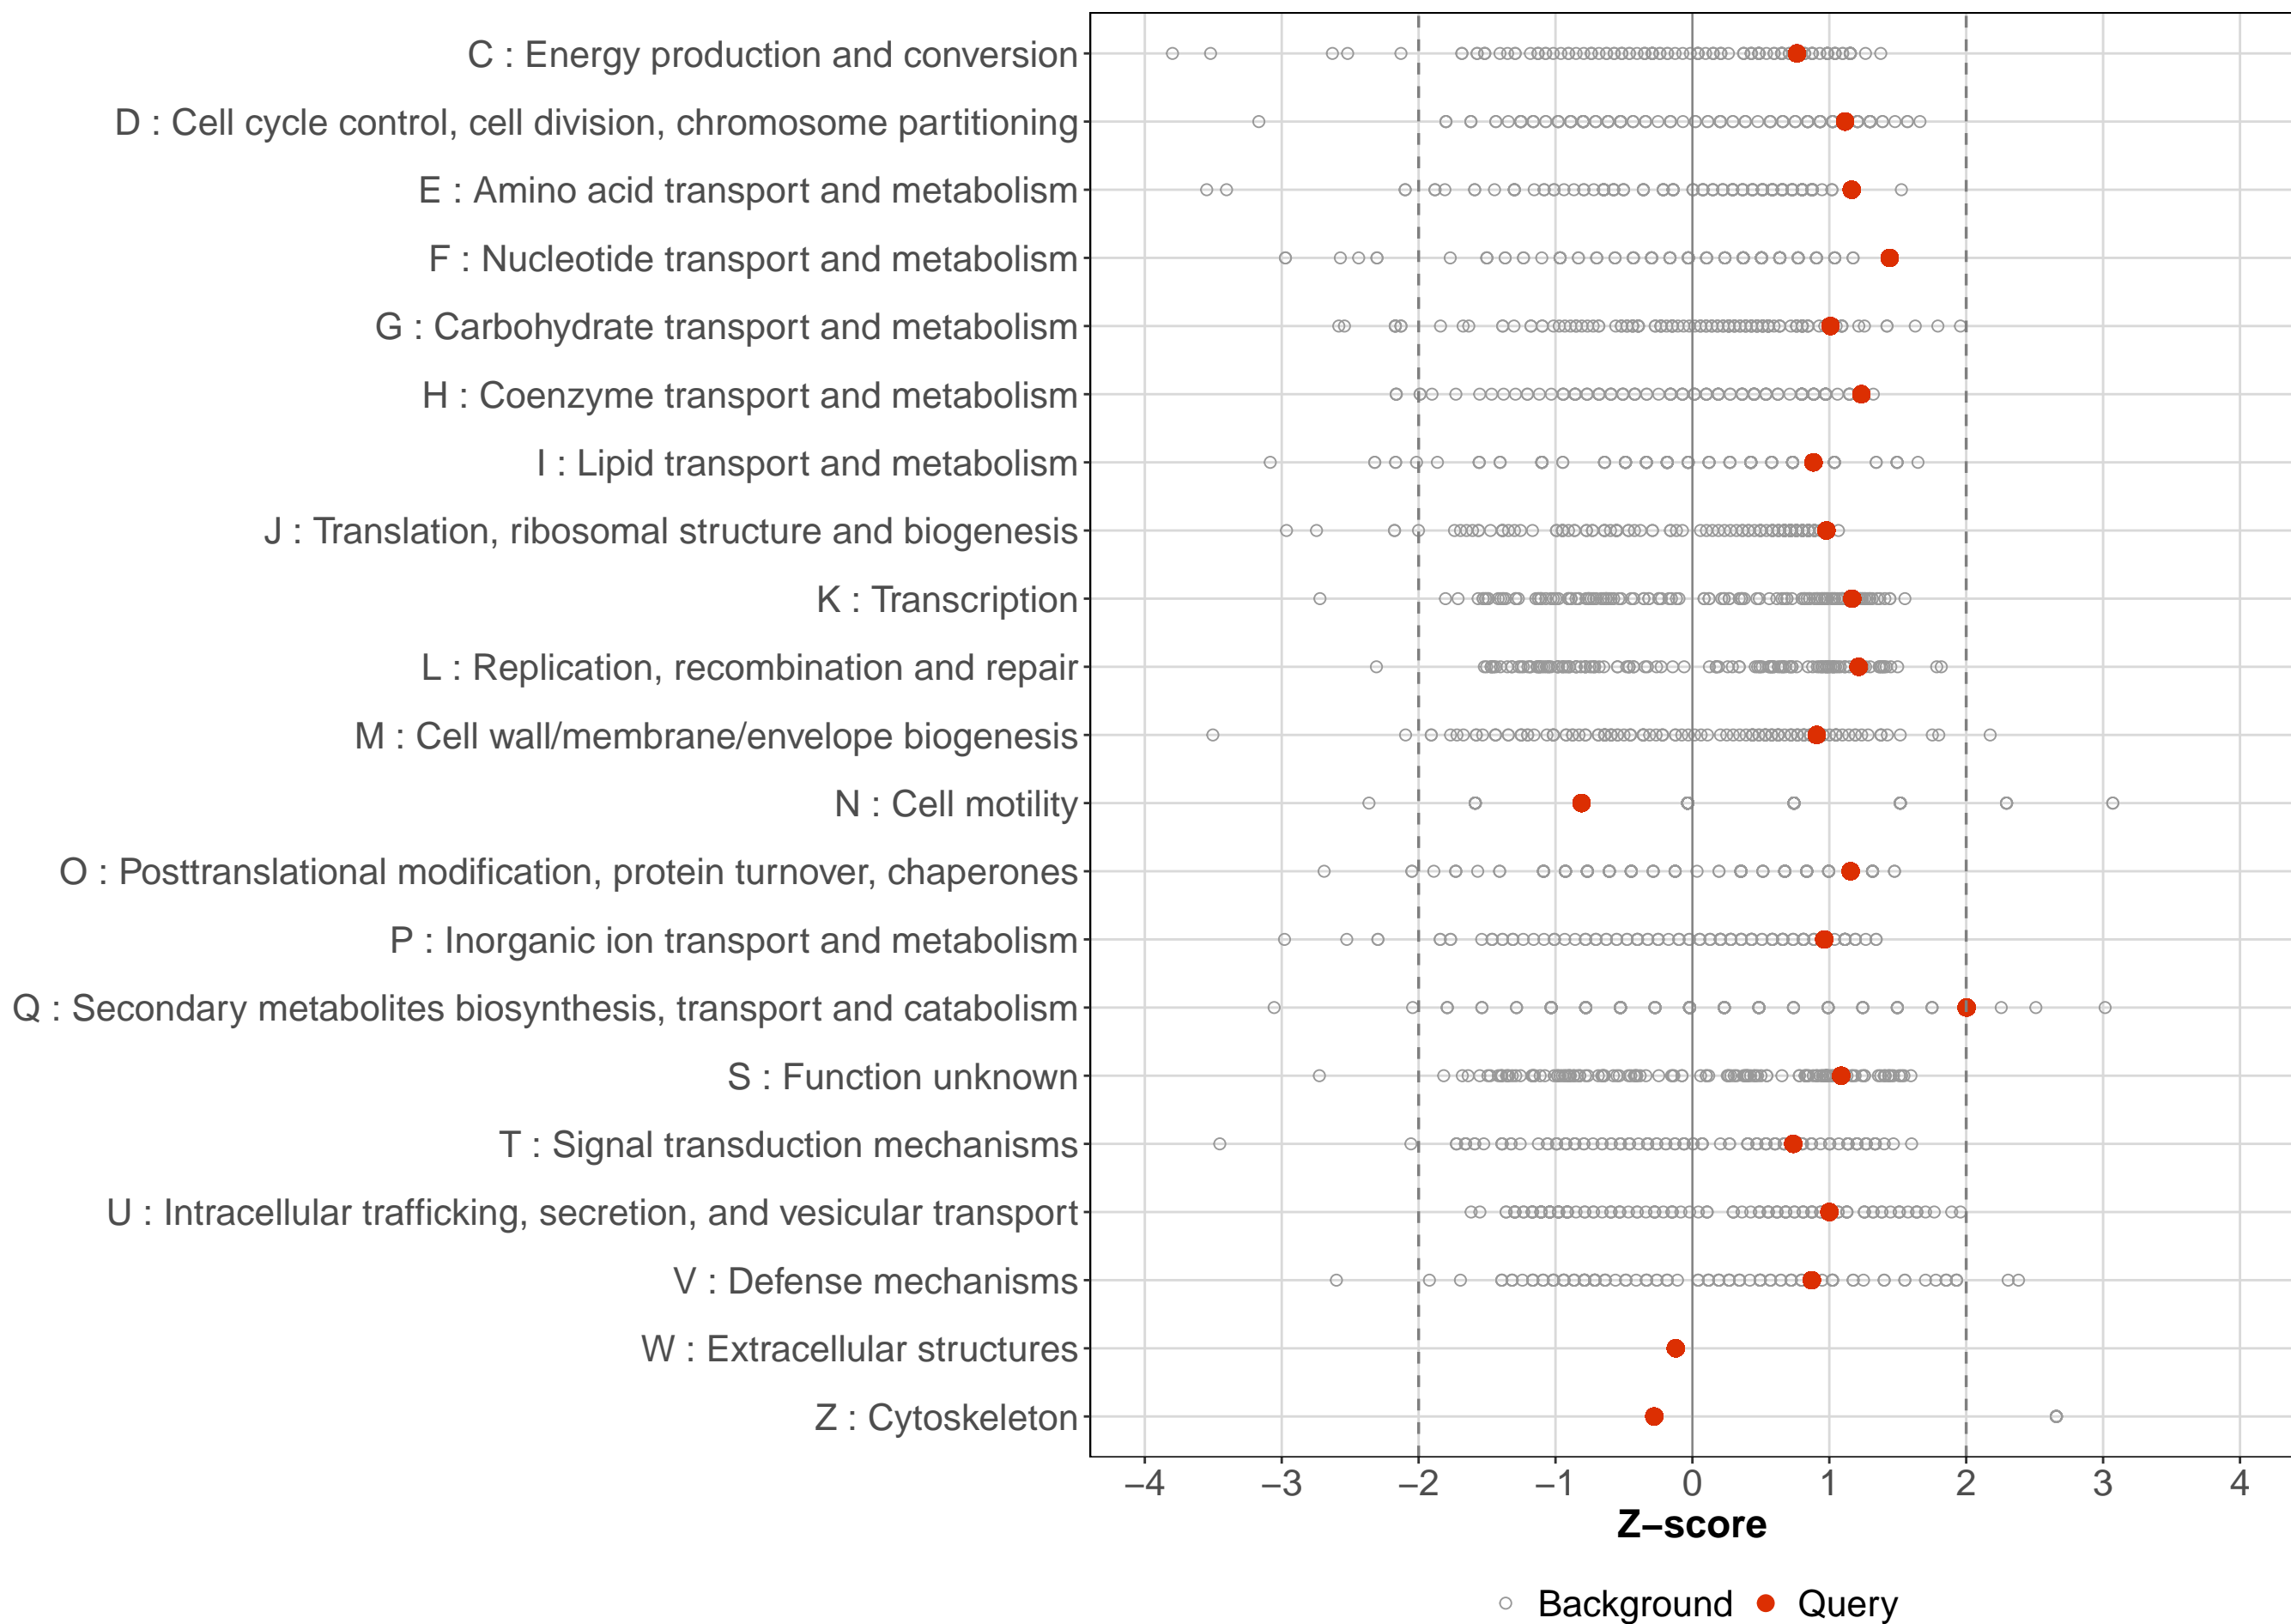 C : Energy production and conversion
D : Cell cycle control, cell division, chromosome partitioning
E : Amino acid transport and metabolism
F : Nucleotide transport and metabolism
G : Carbohydrate transport and metabolism
H : Coenzyme transport and metabolism
I : Lipid transport and metabolism
J : Translation, ribosomal structure and biogenesis
K : Transcription
L : Replication, recombination and repair
M : Cell wall/membrane/envelope biogenesis
N : Cell motility
O : Posttranslational modification, protein turnover, chaperones
P : Inorganic ion transport and metabolism
Q : Secondary metabolites biosynthesis, transport and catabolism
S : Function unknown
T : Signal transduction mechanisms
U : Intracellular trafficking, secretion, and vesicular transport
V : Defense mechanisms
W : Extracellular structures
Z : Cytoskeleton
−4 −3 −2 −1 0 1 2 3 4
Z−score
Background Query